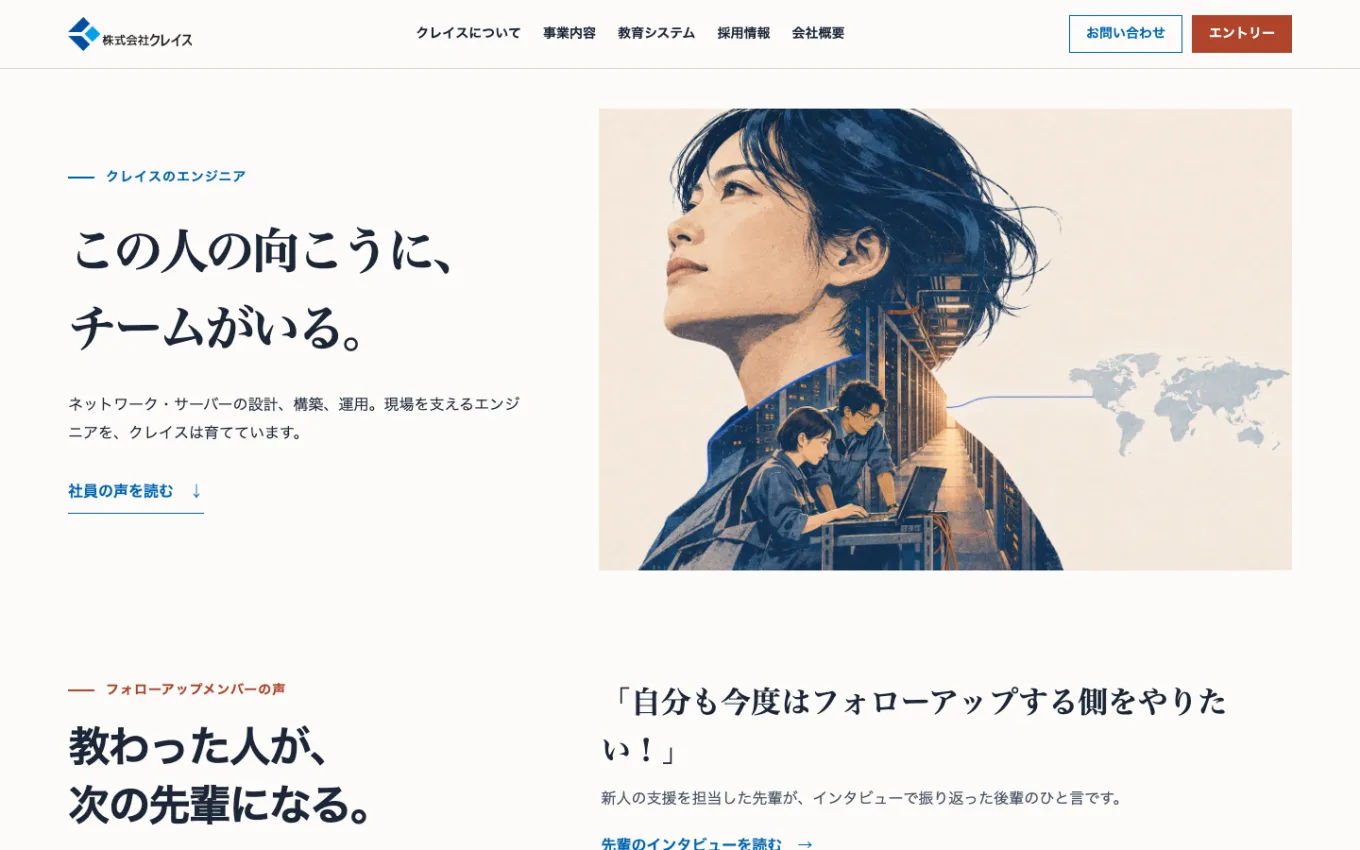 株式会社クレイス
クレイスについて
事業内容
教育システム
採用情報
会社概要
お問い合わせ
エントリー
クレイスのエンジニア
この人の向こうに、
チームがいる。
ネットワーク・サーバーの設計、構築、運用。現場を支えるエンジ
ニアを、クレイスは育てています。
社員の声を読む ↓
フォローアップメンバーの声
教わった人が、
次の先輩になる。
「自分も今度はフォローアップする側をやりた
い！」
新人の支援を担当した先輩が、インタビューで振り返った後輩のひと言です。
先輩のインタビューを読む →